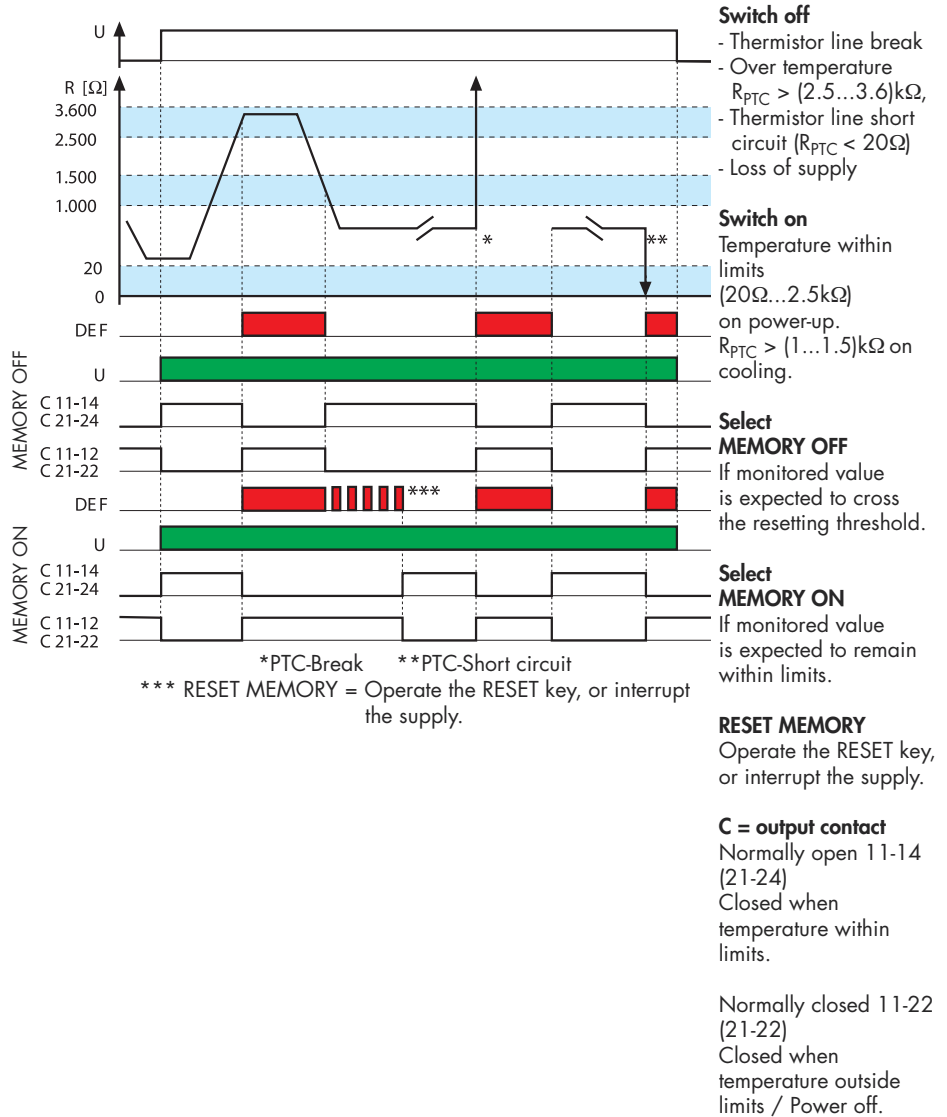 U
R [Ω]
3.600
2.500
1.500
1.000
20
0
*
**
MEMORY OFF
DEF
U
C 11-14
C 21-24
C 11-12
C 21-22
MEMORY ON
DEF
***
U
C 11-14
C 21-24
C 11-12
C 21-22
*PTC-Break **PTC-Short circuit
*** RESET MEMORY = Operate the RESET key, or interrupt
the supply.
Switch off
- Thermistor line break
- Over temperature
RPTC > (2.5...3.6)kΩ,
- Thermistor line short
circuit (RPTC < 20Ω)
- Loss of supply
Switch on
Temperature within
limits
(20Ω...2.5kΩ)
on power-up.
RPTC > (1...1.5)kΩ on
cooling.
Select
MEMORY OFF
If monitored value
is expected to cross
the resetting threshold.
Select
MEMORY ON
If monitored value
is expected to remain
within limits.
RESET MEMORY
Operate the RESET key,
or interrupt the supply.
C = output contact
Normally open 11-14
(21-24)
Closed when
temperature within
limits.
Normally closed 11-22
(21-22)
Closed when
temperature outside
limits / Power off.